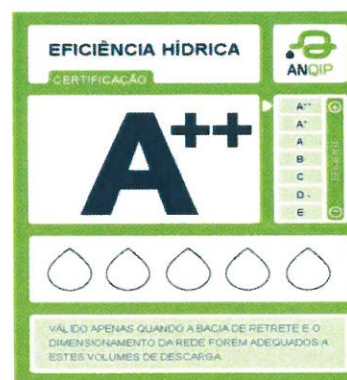 EFICIÊNCIA HÍDRICA
CERTIFICAÇÃO
ANQIP
A++
A++
A+
A
B
C
D -
E
VÁLIDO APENAS QUANDO A BACIA DE RETRETE E O
DIMENSIONAMENTO DA REDE FOREM ADEQUADOS A
ESTES VOLUMES DE DESCARGA